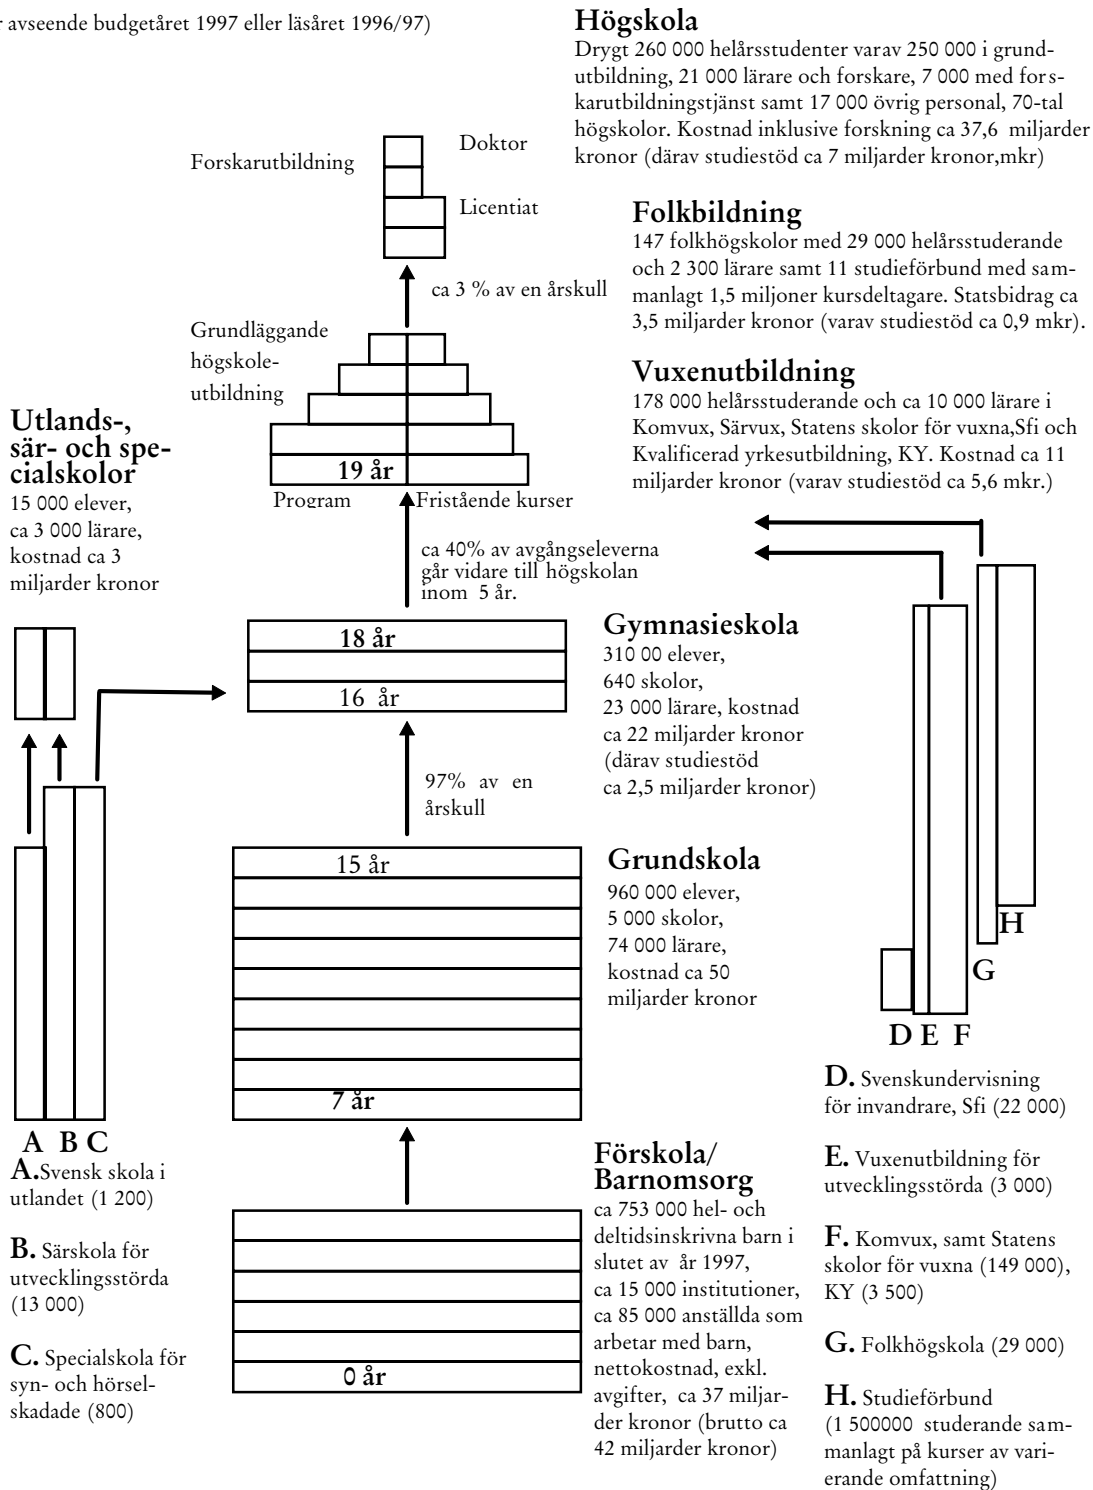 r avseende budgetåret 1997 eller läsåret 1996/97)
Högskola
Drygt 260 000 helårsstudenter varav 250 000 i grund-
utbildning, 21 000 lärare och forskare, 7 000 med fors-
karutbildningstjänst samt 17 000 övrig personal, 70-tal
högskolor. Kostnad inklusive forskning ca 37,6 miljarder
kronor (därav studiestöd ca 7 miljarder kronor,mkr)
Forskarutbildning
Doktor
Licentiat
ca 3 % av en årskull
Folkbildning
147 folkhögskolor med 29 000 helårsstuderande
och 2 300 lärare samt 11 studieförbund med sam-
manlagt 1,5 miljoner kursdeltagare. Statsbidrag ca
3,5 miljarder kronor (varav studiestöd ca 0,9 mkr).
Grundläggande
högskole-
utbildning
19 år
Program
Fristående kurser
Vuxenutbildning
178 000 helårsstuderande och ca 10 000 lärare i
Komvux, Särvux, Statens skolor för vuxna,Sfi och
Kvalificerad yrkesutbildning, KY. Kostnad ca 11
miljarder kronor (varav studiestöd ca 5,6 mkr.)
Utlands-,
sär- och spe-
cialskolor
15 000 elever,
ca 3 000 lärare,
kostnad ca 3
miljarder kronor
ca 40% av avgångseleverna
går vidare till högskolan
inom 5 år.
18 år
16 år
Gymnasieskola
310 00 elever,
640 skolor,
23 000 lärare, kostnad
ca 22 miljarder kronor
(därav studiestöd
ca 2,5 miljarder kronor)
97% av en
årskull
15 år
7 år
Grundskola
960 000 elever,
5 000 skolor,
74 000 lärare,
kostnad ca 50
miljarder kronor
H
G
D E F
A B C
A.Svensk skola i
utlandet (1 200)
B. Särskola för
utvecklingsstörda
(13 000)
C. Specialskola för
syn- och hörsel-
skadade (800)
0 år
Förskola/
Barnomsorg
ca 753 000 hel- och
deltidsinskrivna barn i
slutet av år 1997,
ca 15 000 institutioner,
ca 85 000 anställda som
arbetar med barn,
nettokostnad, exkl.
avgifter, ca 37 miljar-
der kronor (brutto ca
42 miljarder kronor)
D. Svenskundervisning
för invandrare, Sfi (22 000)
E. Vuxenutbildning för
utvecklingsstörda (3 000)
F. Komvux, samt Statens
skolor för vuxna (149 000),
KY (3 500)
G. Folkhögskola (29 000)
H. Studieförbund
(1 500000 studerande sam-
manlagt på kurser av vari-
erande omfattning)